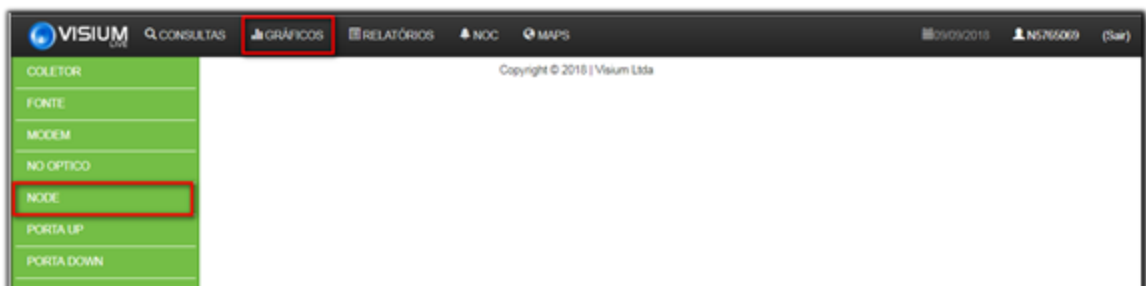 VISIUM LIVE CONSULTAS GRÁFICOS RELATÓRIOS NOC MAPS 09/09/2018 N5765069 (Sair)
COLETOR
Copyright © 2018 | Visium Ltda
FONTE
MODEM
NO OPTICO
NODE
PORTA UP
PORTA DOWN